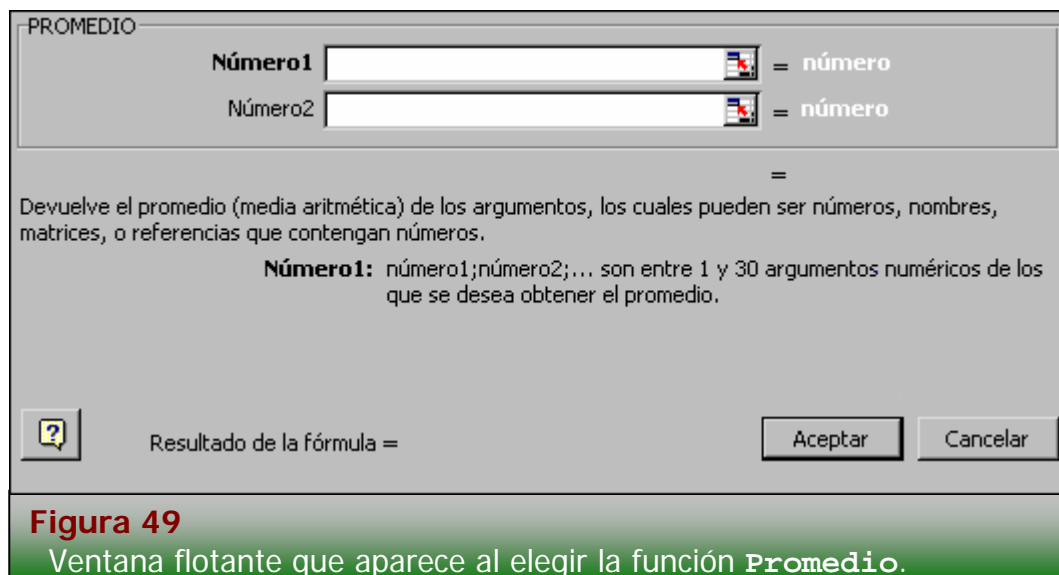 PROMEDIO
Número1 = número
Número2 = número
=
Devuelve el promedio (media aritmética) de los argumentos, los cuales pueden ser números, nombres,
matrices, o referencias que contengan números.
Número1: número1;número2;... son entre 1 y 30 argumentos numéricos de los
que se desea obtener el promedio.
? Resultado de la fórmula = Aceptar Cancelar
Figura 49
Ventana flotante que aparece al elegir la función Promedio.